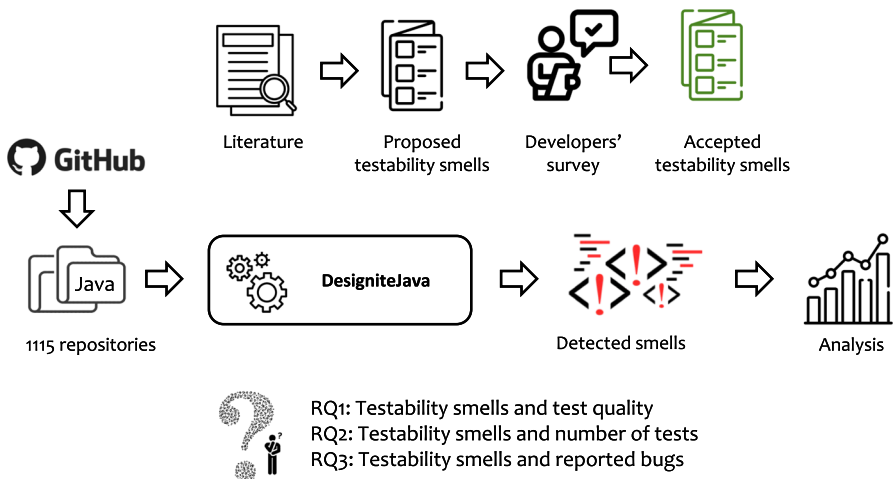 Literature
Proposed
testability smells
Developers'
survey
Accepted
testability smells
GitHub
Java
1115 repositories
DesigniteJava
Detected smells
Analysis
RQ1: Testability smells and test quality
RQ2: Testability smells and number of tests
RQ3: Testability smells and reported bugs